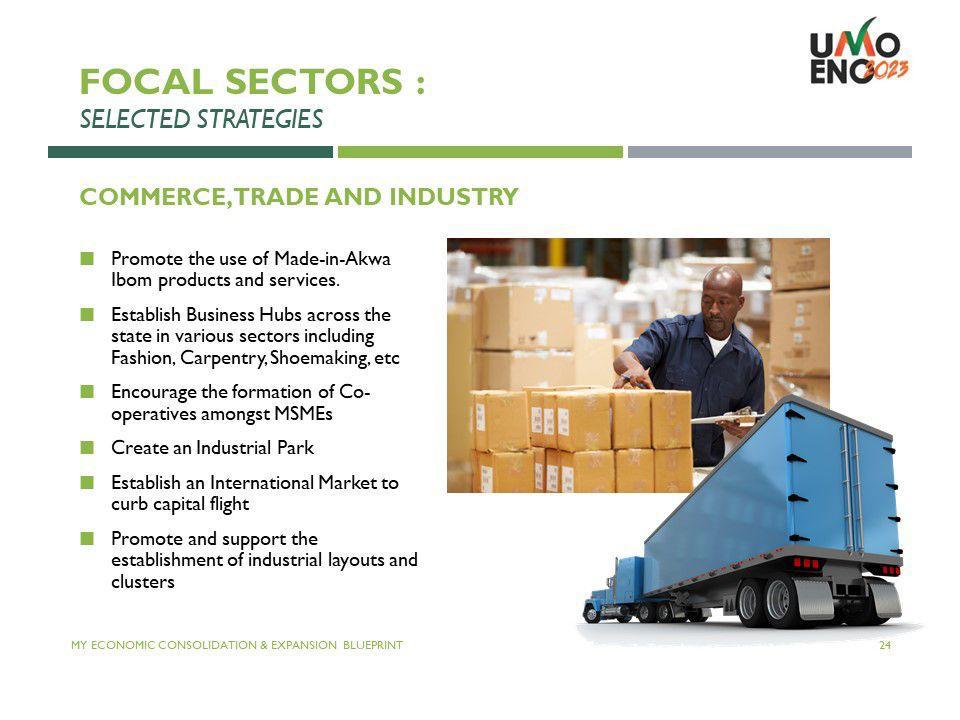 UMO
ENO 2023
FOCAL SECTORS :
SELECTED STRATEGIES
COMMERCE, TRADE AND INDUSTRY
■ Promote the use of Made-in-Akwa
Ibom products and services.
■ Establish Business Hubs across the
state in various sectors including
Fashion, Carpentry, Shoemaking, etc
■ Encourage the formation of Co-
operatives amongst MSMEs
■ Create an Industrial Park
■ Establish an International Market to
curb capital flight
■ Promote and support the
establishment of industrial layouts and
clusters
MY ECONOMIC CONSOLIDATION & EXPANSION BLUEPRINT
24